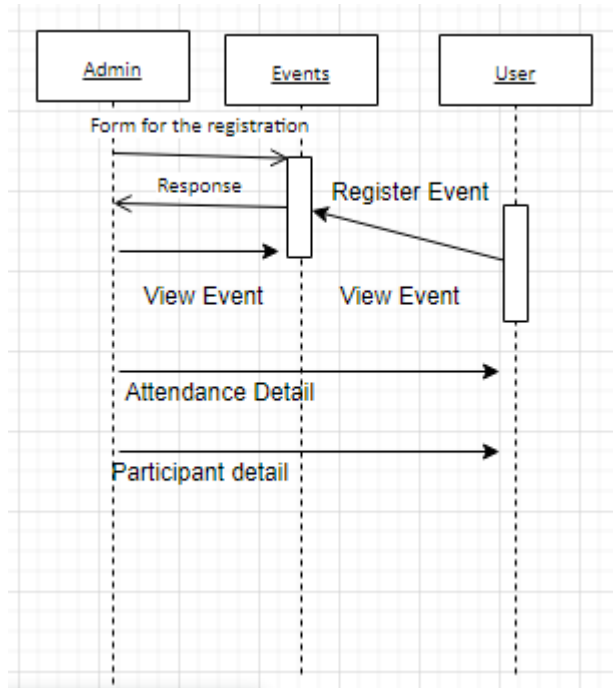 Admin
Events
User
Form for the registration
Response
Register Event
View Event
View Event
Attendance Detail
Participant detail